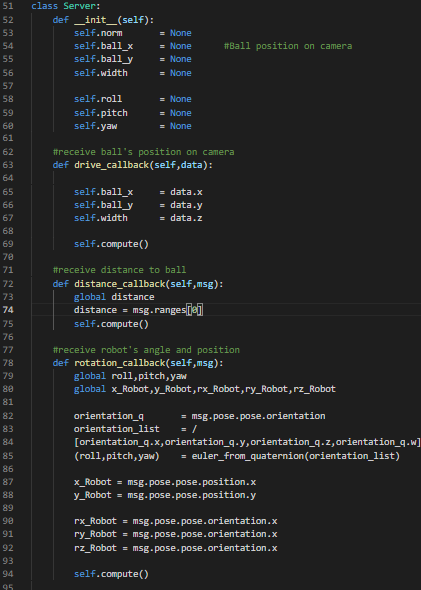 51 class Server:
52 def __init__(self):
53 self.norm = None
54 self.ball_x = None #Ball position on camera
55 self.ball_y = None
56 self.width = None
57
58 self.roll = None
59 self.pitch = None
60 self.yaw = None
61
62 #receive ball's position on camera
63 def drive_callback(self,data):
64
65 self.ball_x = data.x
66 self.ball_y = data.y
67 self.width = data.z
68
69 self.compute()
70
71 #receive distance to ball
72 def distance_callback(self,msg):
73 global distance
74 distance = msg.ranges[0]
75 self.compute()
76
77 #receive robot's angle and position
78 def rotation_callback(self,msg):
79 global roll,pitch,yaw
80 global x_Robot,y_Robot,rx_Robot,ry_Robot,rz_Robot
81
82 orientation_q = msg.pose.pose.orientation
83 orientation_list = /
84 [orientation_q.x,orientation_q.y,orientation_q.z,orientation_q.w]
85 (roll,pitch,yaw) = euler_from_quaternion(orientation_list)
86
87 x_Robot = msg.pose.pose.position.x
88 y_Robot = msg.pose.pose.position.y
89
90 rx_Robot = msg.pose.pose.orientation.x
91 ry_Robot = msg.pose.pose.orientation.x
92 rz_Robot = msg.pose.pose.orientation.x
93
94 self.compute()
95